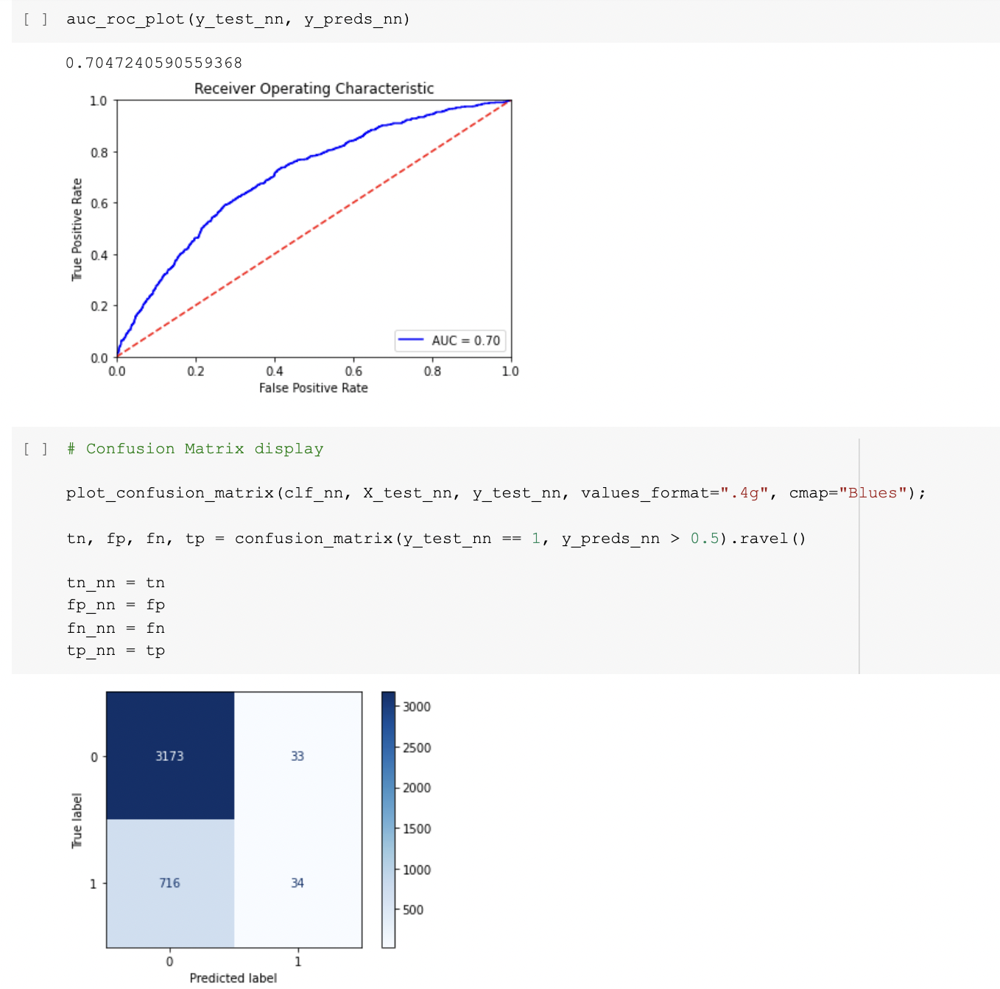 [ ] auc_roc_plot(y_test_nn, y_preds_nn)
0.7047240590559368
Receiver Operating Characteristic
1.0
0.8
0.6
0.4
0.2
0.0
True Positive Rate
AUC = 0.70
0.0 0.2 0.4 0.6 0.8 1.0
False Positive Rate
[ ] # Confusion Matrix display
plot_confusion_matrix(clf_nn, X_test_nn, y_test_nn, values_format=".4g", cmap="Blues");
tn, fp, fn, tp = confusion_matrix(y_test_nn == 1, y_preds_nn > 0.5).ravel()
tn_nn = tn
fp_nn = fp
fn_nn = fn
tp_nn = tp
0 3173 33
1 716 34
True label
0 1
Predicted label
3000
2500
2000
1500
1000
500